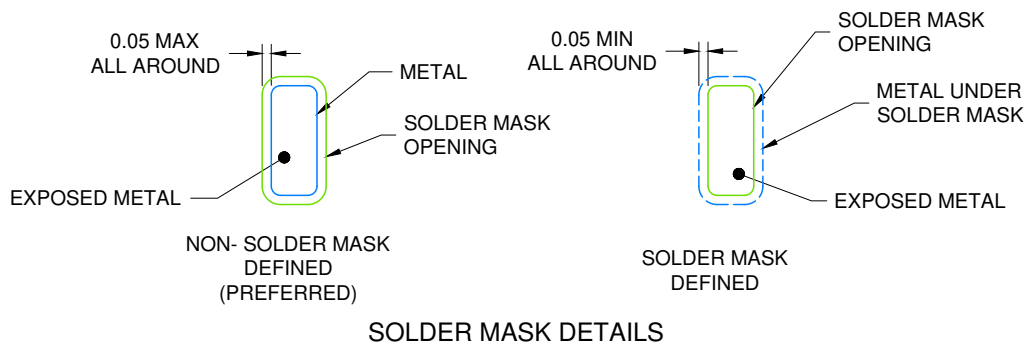 0.05 MAX
ALL AROUND
METAL
SOLDER MASK
OPENING
EXPOSED METAL
NON- SOLDER MASK
DEFINED
(PREFERRED)
0.05 MIN
ALL AROUND
SOLDER MASK
OPENING
METAL UNDER
SOLDER MASK
EXPOSED METAL
SOLDER MASK
DEFINED
SOLDER MASK DETAILS